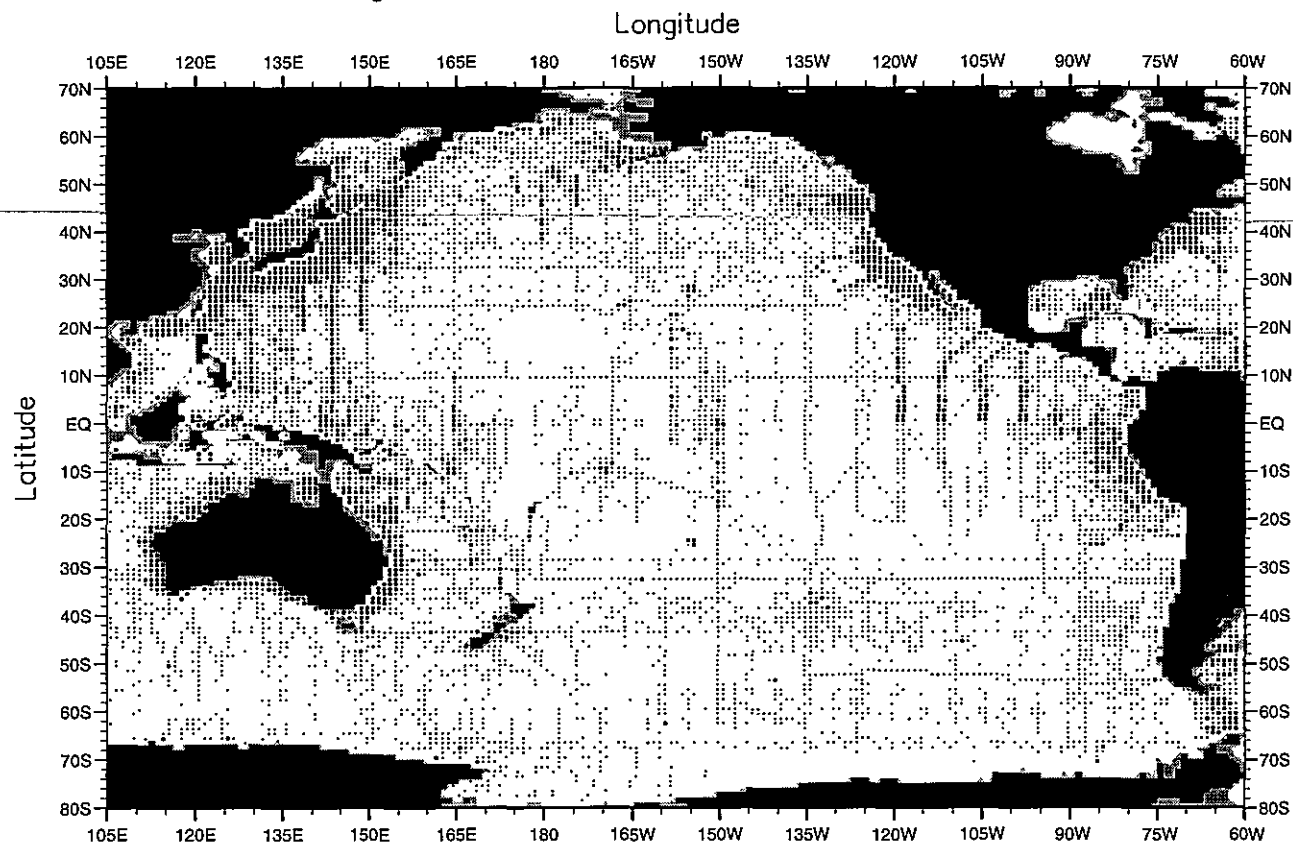 Longitude
105E 120E 135E 150E 165E 180 165W 150W 135W 120W 105W 90W 75W 60W
70N 70N
60N 60N
50N 50N
40N 40N
30N 30N
20N 20N
10N 10N
Latitude
EQ EQ
10S 10S
20S 20S
30S 30S
40S 40S
50S 50S
60S 60S
70S 70S
80S 80S
105E 120E 135E 150E 165E 180 165W 150W 135W 120W 105W 90W 75W 60W